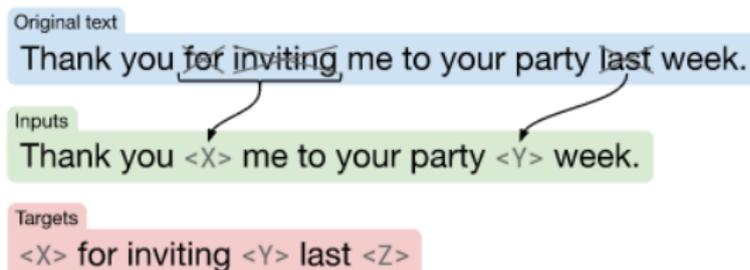 Original text
Thank you for inviting me to your party last week.
Inputs
Thank you <X> me to your party <Y> week.
Targets
<X> for inviting <Y> last <Z>